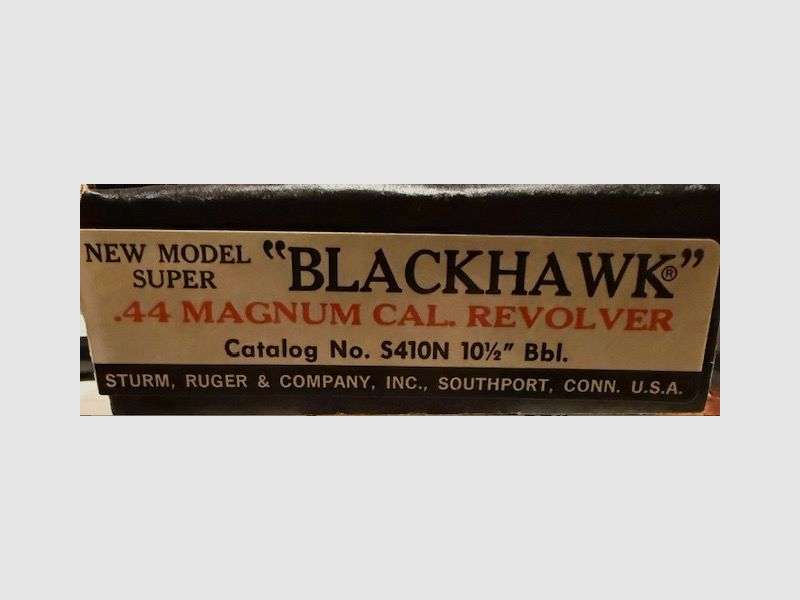 NEW MODEL SUPER "BLACKHAWK®"
.44 MAGNUM CAL. REVOLVER
Catalog No. S410N 10½" Bbl.
STURM, RUGER & COMPANY, INC., SOUTHPORT, CONN. U.S.A.